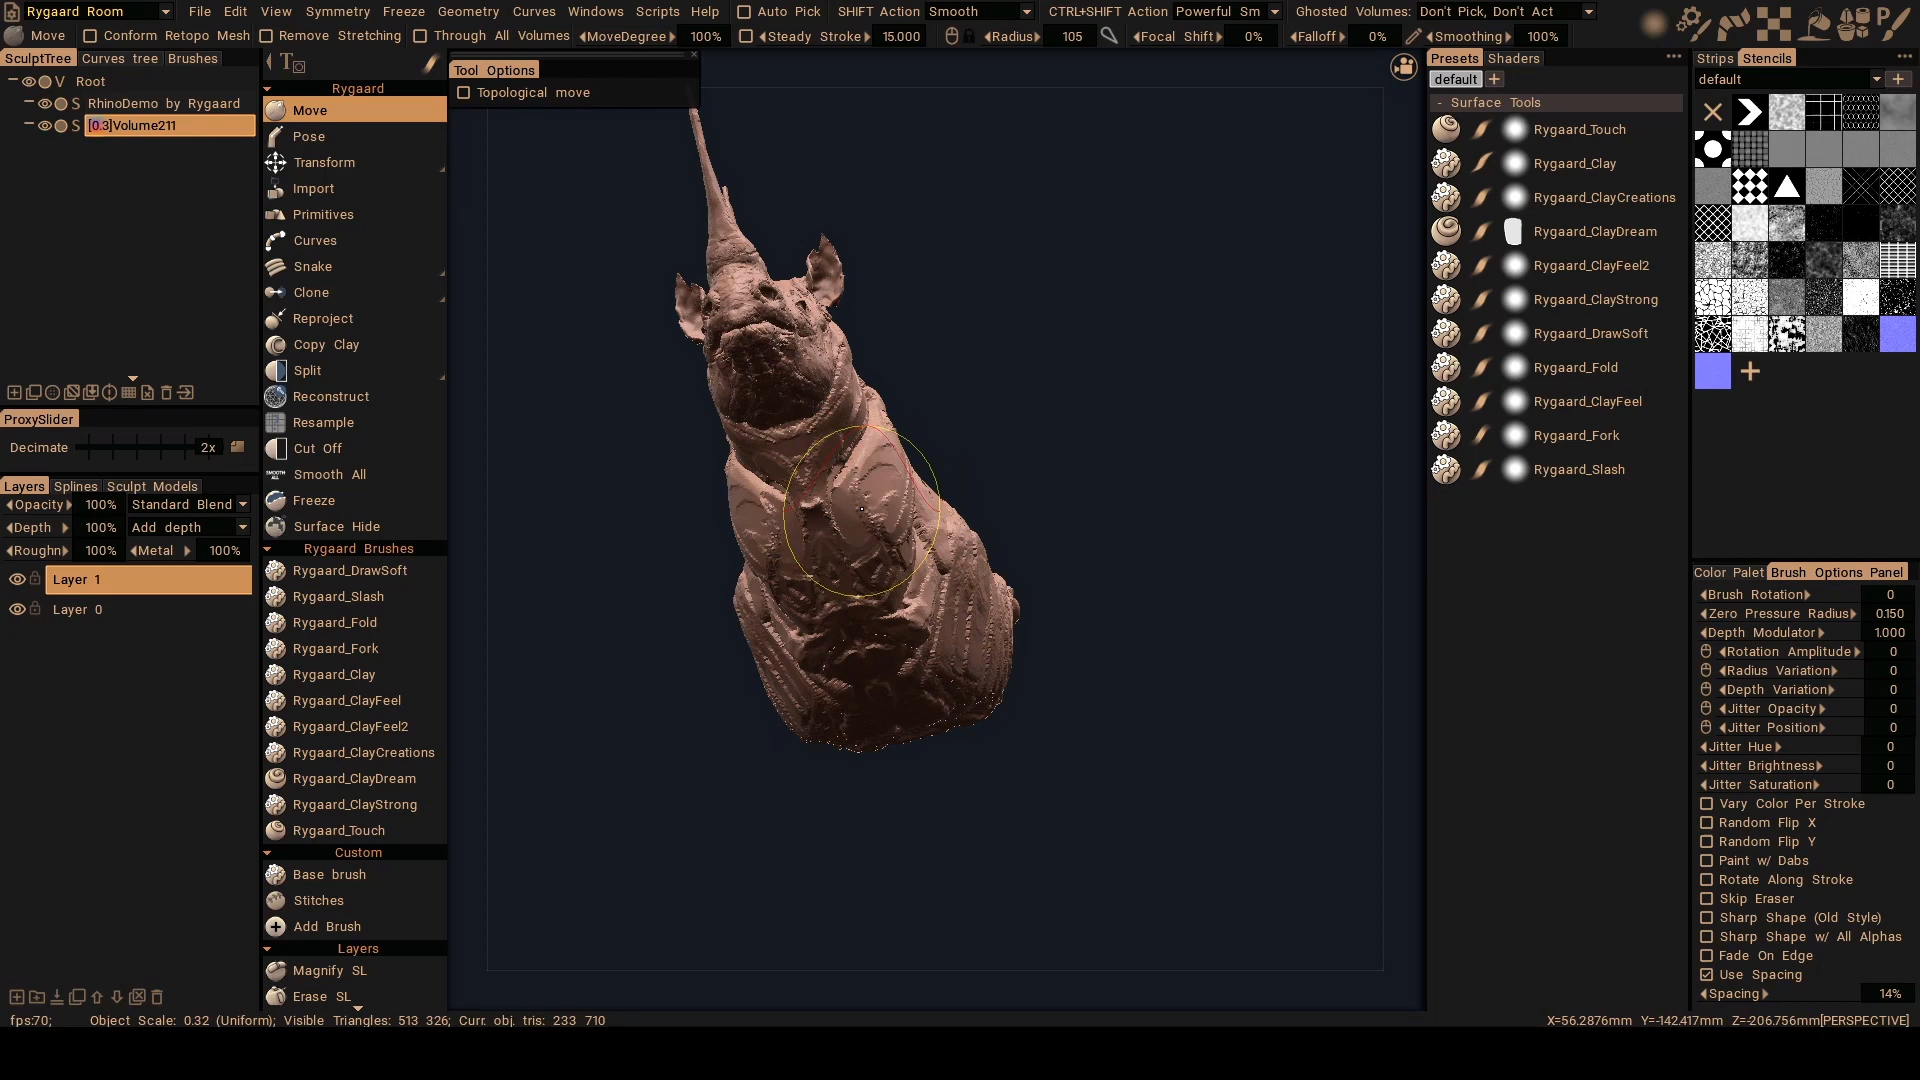 Rygaard Room File Edit View Symmetry Freeze Geometry Curves Windows Scripts Help Auto Pick SHIFT Action Smooth CTRL+SHIFT Action Powerful Sm Ghosted Volumes: Don't Pick, Don't Act
Move Conform Retopo Mesh Remove Stretching Through All Volumes MoveDegree 100% Steady Stroke 15.000 Radius 105 Focal Shift 0% Falloff 0% Smoothing 100%
SculptTree Curves tree Brushes
V Root
S RhinoDemo by Rygaard
S [0.3]Volume211
ProxySlider
Decimate 2x
Layers Splines Sculpt Models
Opacity 100% Standard Blend
Depth 100% Add depth
Roughn 100% Metal 100%
Layer 1
Layer 0
Rygaard
Move
Pose
Transform
Import
Primitives
Curves
Snake
Clone
Reproject
Copy Clay
Split
Reconstruct
Resample
Cut Off
SMOOTH ALL Smooth All
Freeze
Surface Hide
Rygaard Brushes
Rygaard_DrawSoft
Rygaard_Slash
Rygaard_Fold
Rygaard_Fork
Rygaard_Clay
Rygaard_ClayFeel
Rygaard_ClayFeel2
Rygaard_ClayCreations
Rygaard_ClayDream
Rygaard_ClayStrong
Rygaard_Touch
Custom
Base brush
Stitches
Add Brush
Layers
Magnify SL
Erase SL
Tool Options
Topological move
Presets Shaders
default +
- Surface Tools
Rygaard_Touch
Rygaard_Clay
Rygaard_ClayCreations
Rygaard_ClayDream
Rygaard_ClayFeel2
Rygaard_ClayStrong
Rygaard_DrawSoft
Rygaard_Fold
Rygaard_ClayFeel
Rygaard_Fork
Rygaard_Slash
Strips Stencils
default
Color Palet Brush Options Panel
Brush Rotation 0
Zero Pressure Radius 0.150
Depth Modulator 1.000
Rotation Amplitude 0
Radius Variation 0
Depth Variation 0
Jitter Opacity 0
Jitter Position 0
Jitter Hue 0
Jitter Brightness 0
Jitter Saturation 0
Vary Color Per Stroke
Random Flip X
Random Flip Y
Paint w/ Dabs
Rotate Along Stroke
Skip Eraser
Sharp Shape (Old Style)
Sharp Shape w/ All Alphas
Fade On Edge
Use Spacing
Spacing 14%
fps:70; Object Scale: 0.32 (Uniform); Visible Triangles: 513 326; Curr. obj. tris: 233 710
X=56.2876mm Y=-142.417mm Z=-206.756mm[PERSPECTIVE]